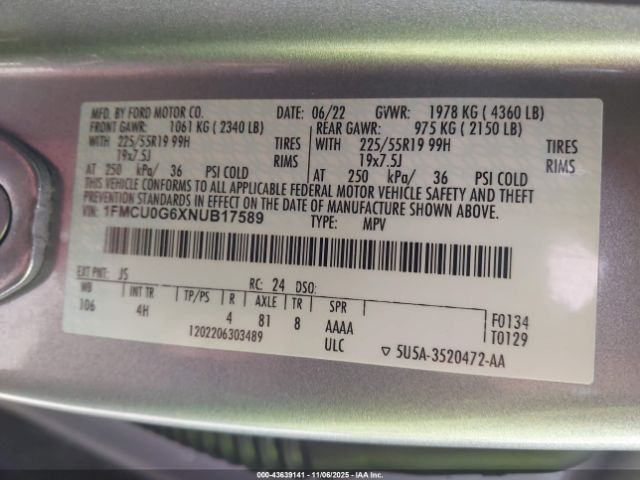 MFD. BY FORD MOTOR CO. DATE: 06/22 GVWR: 1978 KG ( 4360 LB)
FRONT GAWR: 1061 KG ( 2340 LB) REAR GAWR: 975 KG ( 2150 LB)
WITH 225/55R19 99H TIRES WITH 225/55R19 99H TIRES
19x7.5J RIMS 19x7.5J RIMS
AT 250 kPa/ 36 PSI COLD AT 250 kPa/ 36 PSI COLD
THIS VEHICLE CONFORMS TO ALL APPLICABLE FEDERAL MOTOR VEHICLE SAFETY AND THEFT
PREVENTION STANDARDS IN EFFECT ON THE DATE OF MANUFACTURE SHOWN ABOVE.
VIN: 1FMCU0G6XNUB17589 TYPE: MPV
EXT PNT: JS RC: 24 DSO:
WB INT TR TP/PS R AXLE TR SPR
106 4H 4 81 8 AAAA
1202206303489 ULC
F0134
T0129
5U5A-3520472-AA
000-43639141 - 11/06/2025 - IAA, Inc.